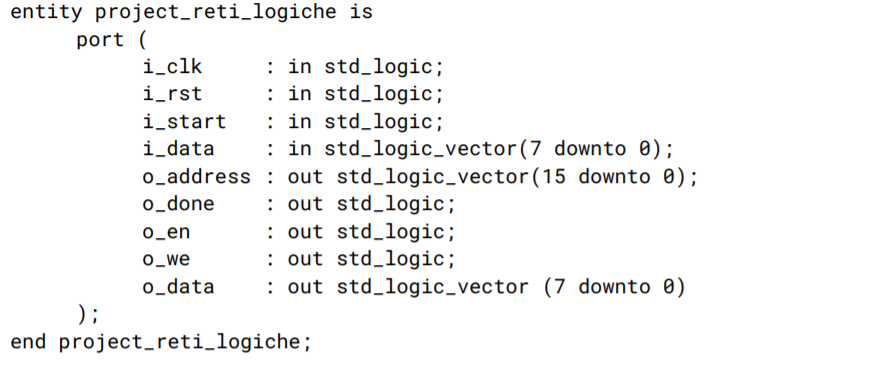 entity project_reti_logiche is
port (
i_clk : in std_logic;
i_rst : in std_logic;
i_start : in std_logic;
i_data : in std_logic_vector(7 downto 0);
o_address : out std_logic_vector(15 downto 0);
o_done : out std_logic;
o_en : out std_logic;
o_we : out std_logic;
o_data : out std_logic_vector (7 downto 0)
);
end project_reti_logiche;